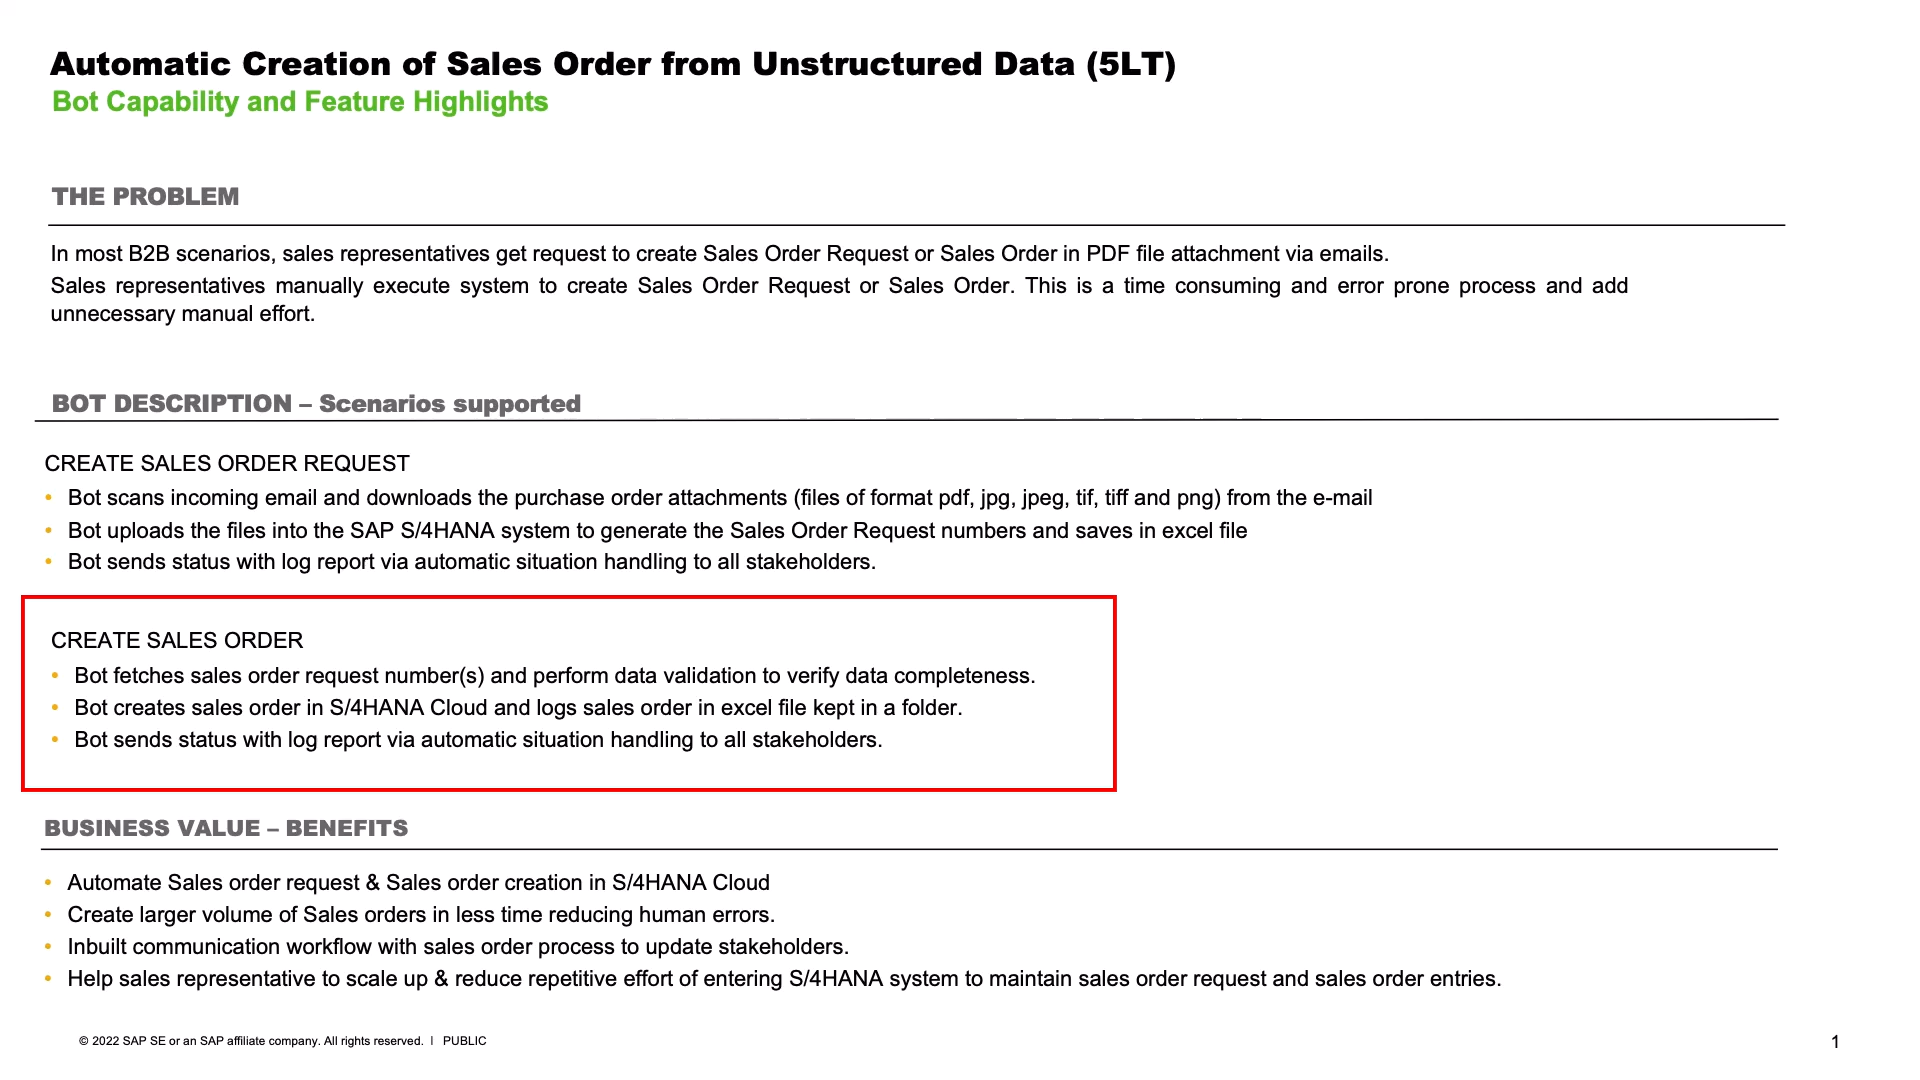 Automatic Creation of Sales Order from Unstructured Data (5LT)
Bot Capability and Feature Highlights
THE PROBLEM
In most B2B scenarios, sales representatives get request to create Sales Order Request or Sales Order in PDF file attachment via emails.
Sales representatives manually execute system to create Sales Order Request or Sales Order. This is a time consuming and error prone process and add
unnecessary manual effort.
BOT DESCRIPTION – Scenarios supported
CREATE SALES ORDER REQUEST
• Bot scans incoming email and downloads the purchase order attachments (files of format pdf, jpg, jpeg, tif, tiff and png) from the e-mail
• Bot uploads the files into the SAP S/4HANA system to generate the Sales Order Request numbers and saves in excel file
• Bot sends status with log report via automatic situation handling to all stakeholders.
CREATE SALES ORDER
• Bot fetches sales order request number(s) and perform data validation to verify data completeness.
• Bot creates sales order in S/4HANA Cloud and logs sales order in excel file kept in a folder.
• Bot sends status with log report via automatic situation handling to all stakeholders.
BUSINESS VALUE – BENEFITS
• Automate Sales order request & Sales order creation in S/4HANA Cloud
• Create larger volume of Sales orders in less time reducing human errors.
• Inbuilt communication workflow with sales order process to update stakeholders.
• Help sales representative to scale up & reduce repetitive effort of entering S/4HANA system to maintain sales order request and sales order entries.
© 2022 SAP SE or an SAP affiliate company. All rights reserved. | PUBLIC
1